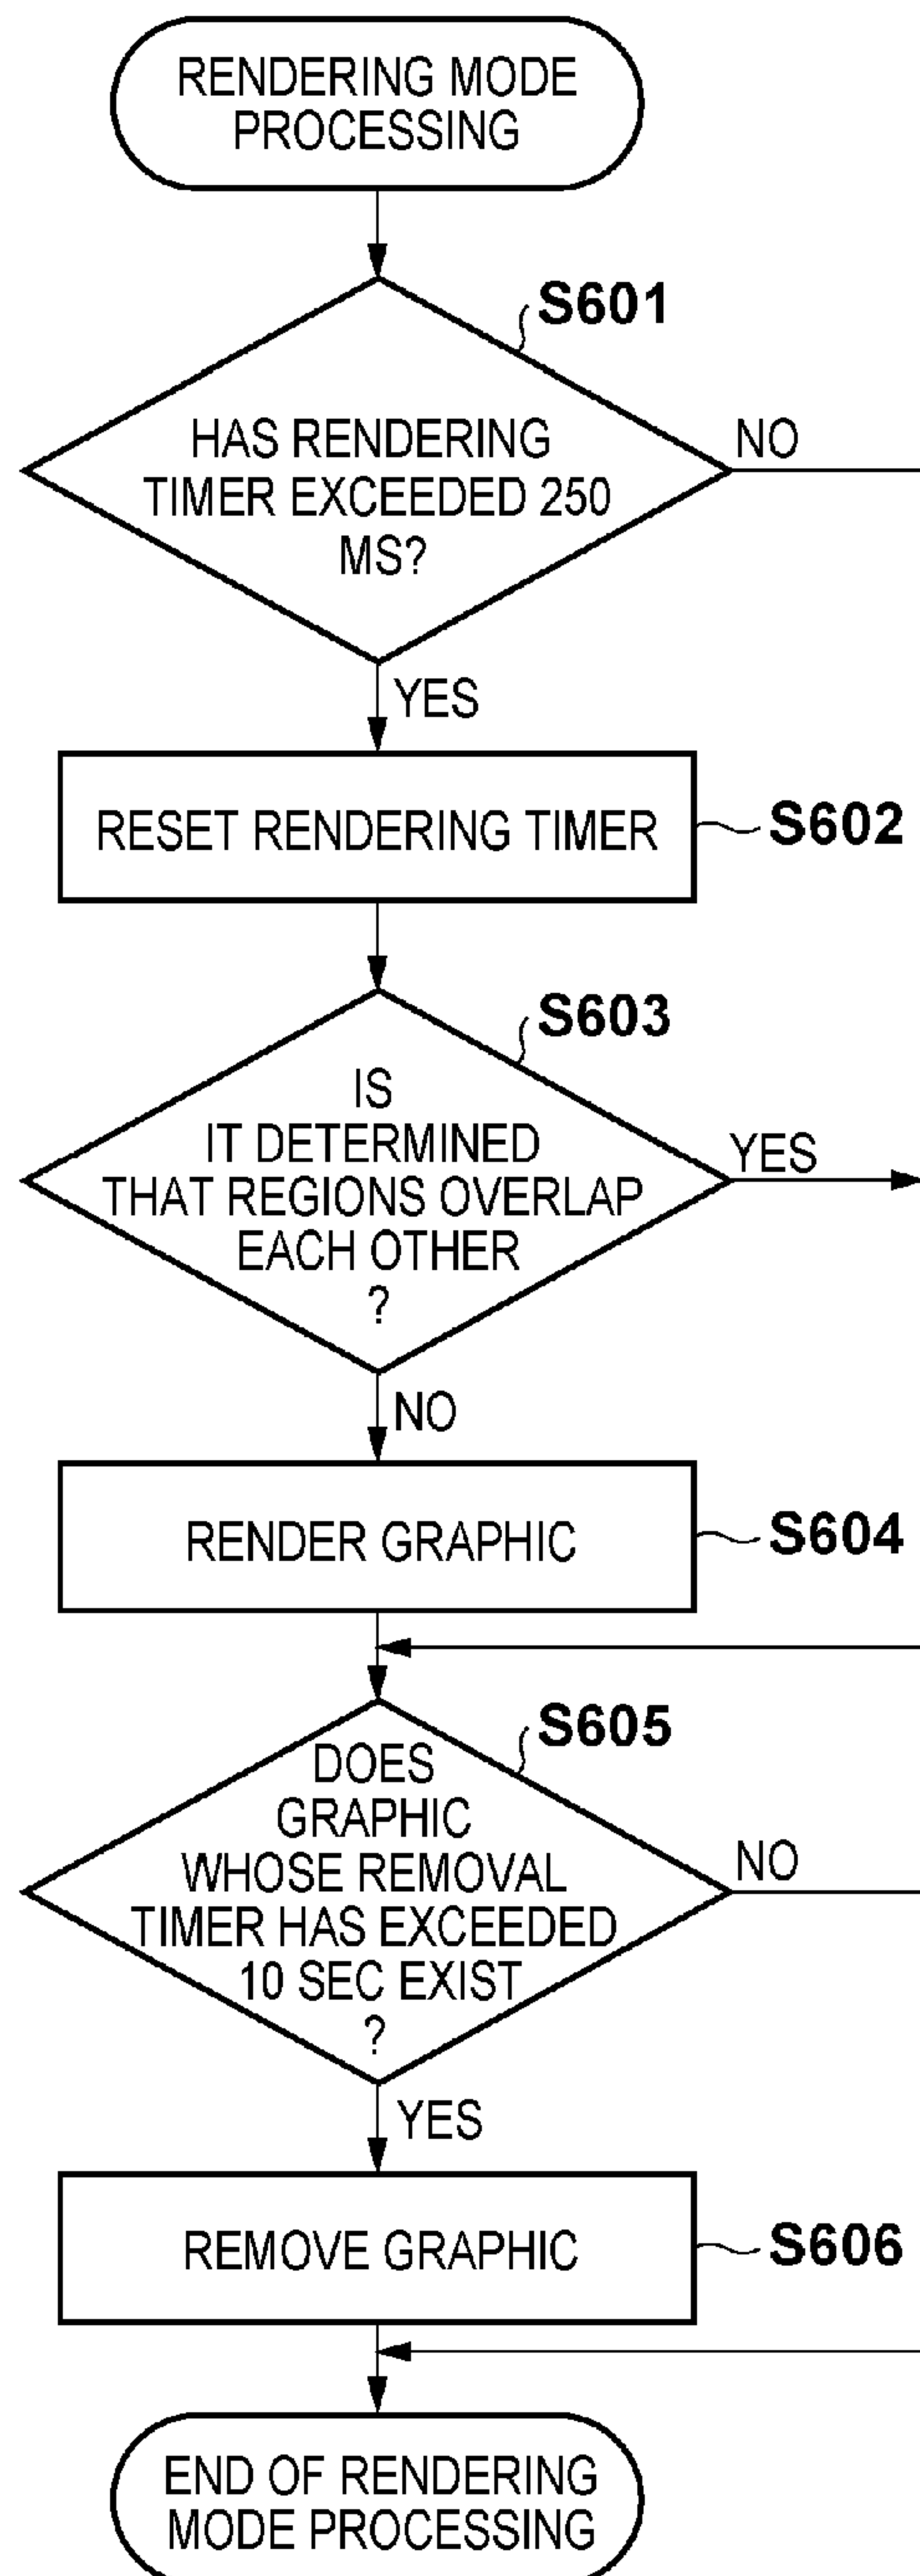 RENDERING MODE
PROCESSING
S601
HAS RENDERING
TIMER EXCEEDED 250
MS?
NO
YES
RESET RENDERING TIMER
S602
S603
IS
IT DETERMINED
THAT REGIONS OVERLAP
EACH OTHER
?
YES
NO
RENDER GRAPHIC
S604
S605
DOES
GRAPHIC
WHOSE REMOVAL
TIMER HAS EXCEEDED
10 SEC EXIST
?
NO
YES
REMOVE GRAPHIC
S606
END OF RENDERING
MODE PROCESSING